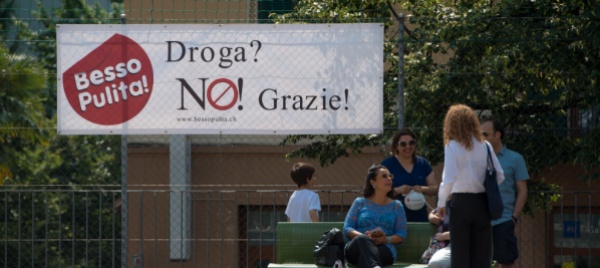 Besso
Pulita!
Droga?
NO! Grazie!
www.bessopulita.ch